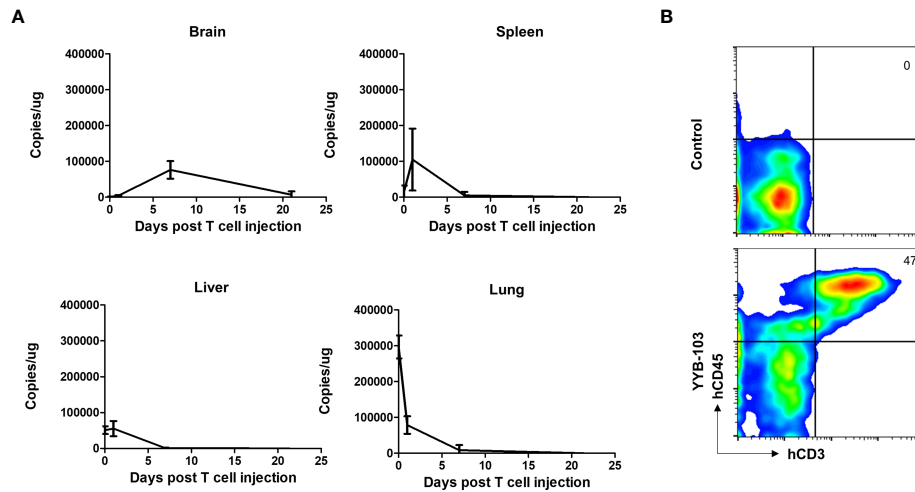 A
B
Brain
Spleen
400000
300000
200000
100000
0
Copies/ug
0 5 10 15 20 25
Days post T cell injection
400000
300000
200000
100000
0
Copies/ug
0 5 10 15 20 25
Days post T cell injection
Liver
Lung
400000
300000
200000
100000
0
Copies/ug
0 5 10 15 20 25
Days post T cell injection
400000
300000
200000
100000
0
Copies/ug
0 5 10 15 20 25
Days post T cell injection
Control
0
YYB-103
hCD45
47
hCD3